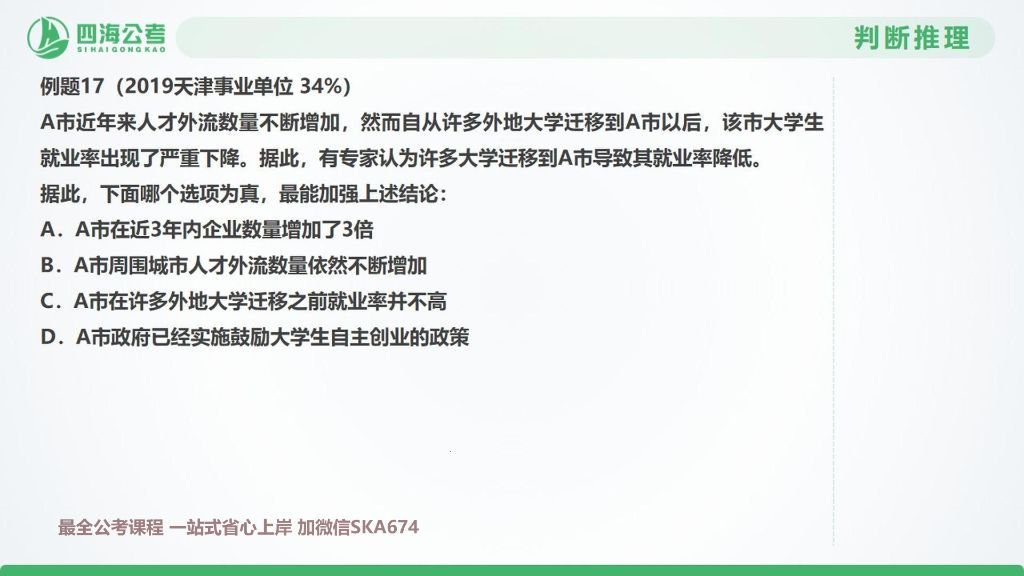 四海公考
SIHAIGONGKAO
判断推理
例题17（2019天津事业单位 34%）
A市近年来人才外流数量不断增加，然而自从许多外地大学迁移到A市以后，该市大学生
就业率出现了严重下降。据此，有专家认为许多大学迁移到A市导致其就业率降低。
据此，下面哪个选项为真，最能加强上述结论：
A．A市在近3年内企业数量增加了3倍
B．A市周围城市人才外流数量依然不断增加
C．A市在许多外地大学迁移之前就业率并不高
D．A市政府已经实施鼓励大学生自主创业的政策
最全公考课程 一站式省心上岸 加微信SKA674